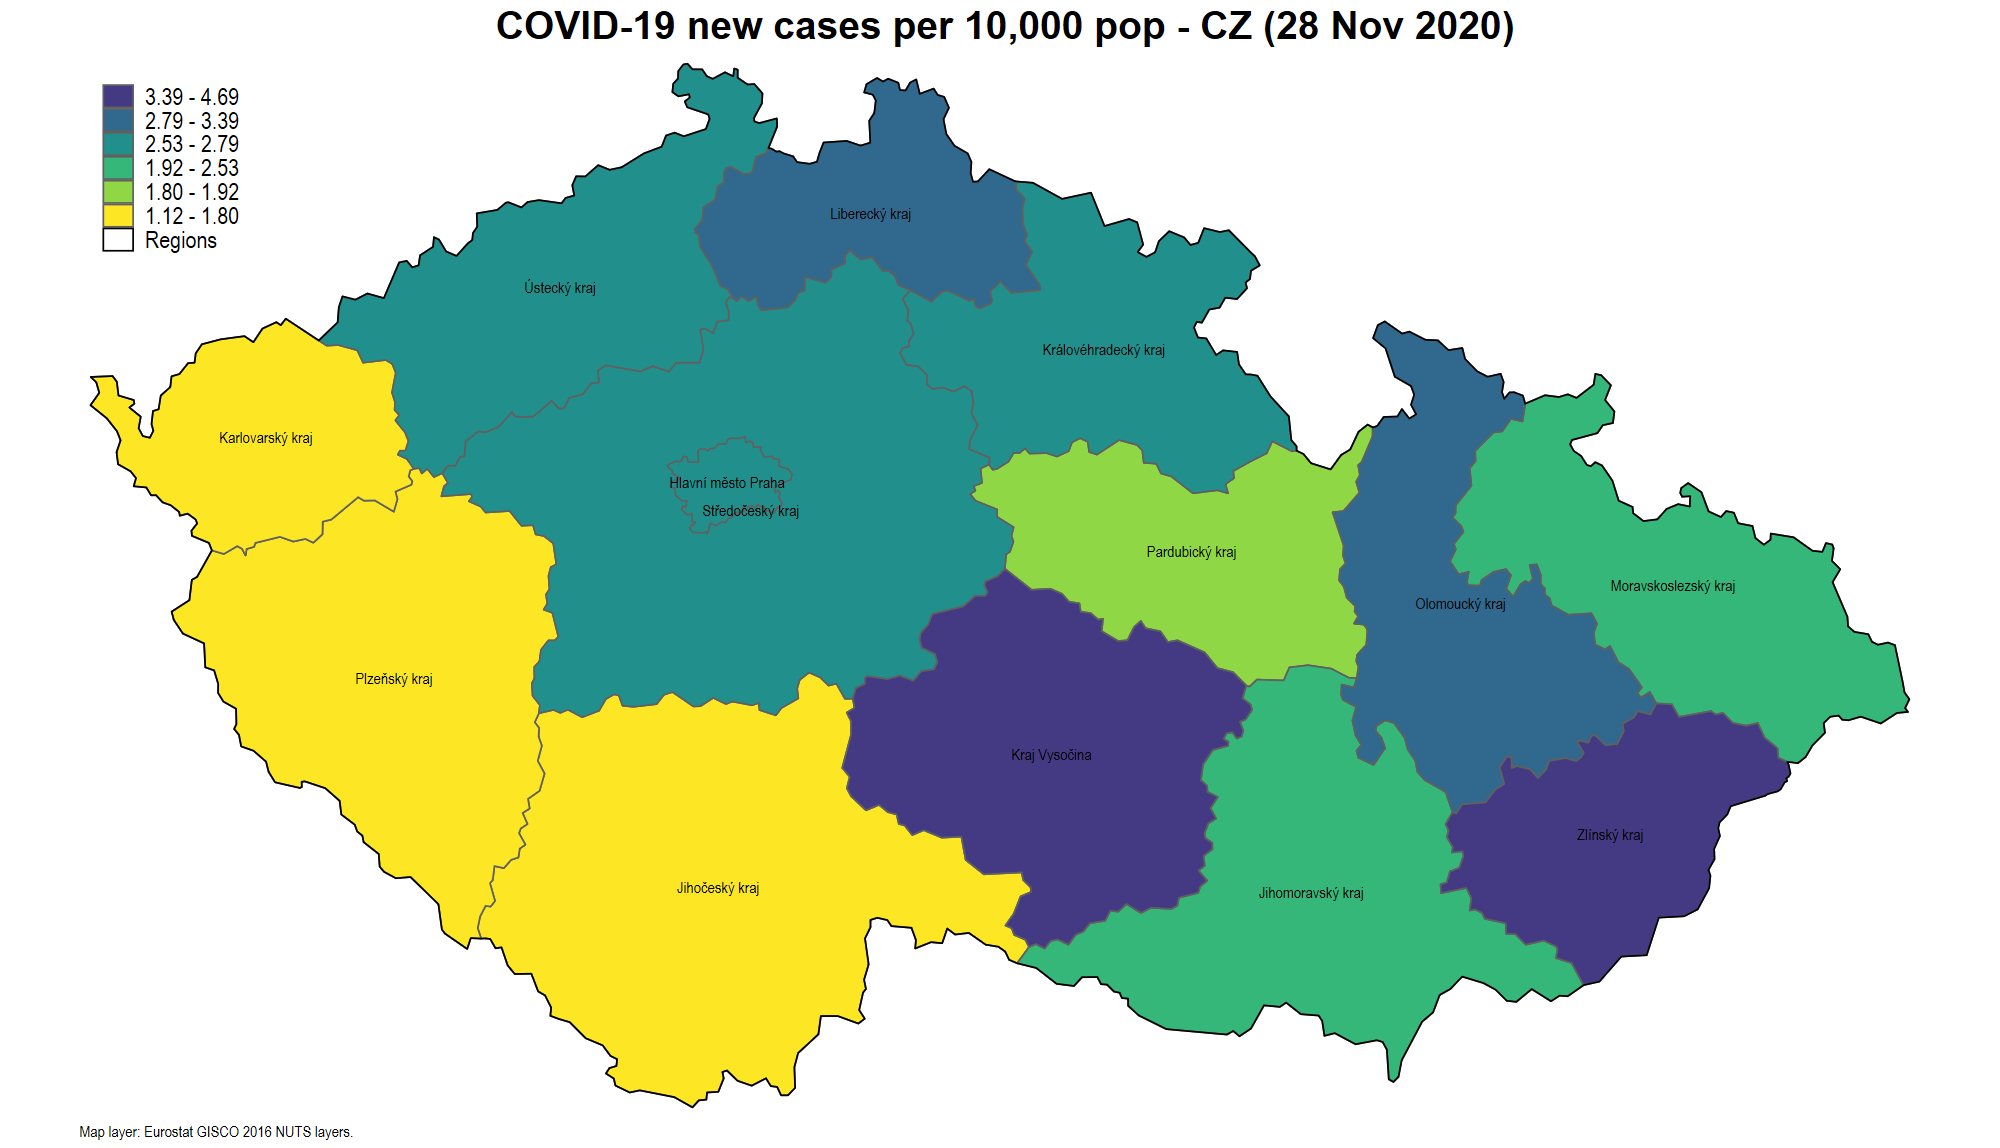 COVID-19 new cases per 10,000 pop - CZ (28 Nov 2020)
3.39 - 4.69
2.79 - 3.39
2.53 - 2.79
1.92 - 2.53
1.80 - 1.92
1.12 - 1.80
Regions
Liberecký kraj
Ústecký kraj
Královéhradecký kraj
Karlovarský kraj
Hlavní město Praha
Středočeský kraj
Pardubický kraj
Moravskoslezský kraj
Olomoucký kraj
Plzeňský kraj
Kraj Vysočina
Zlínský kraj
Jihočeský kraj
Jihomoravský kraj
Map layer: Eurostat GISCO 2016 NUTS layers.